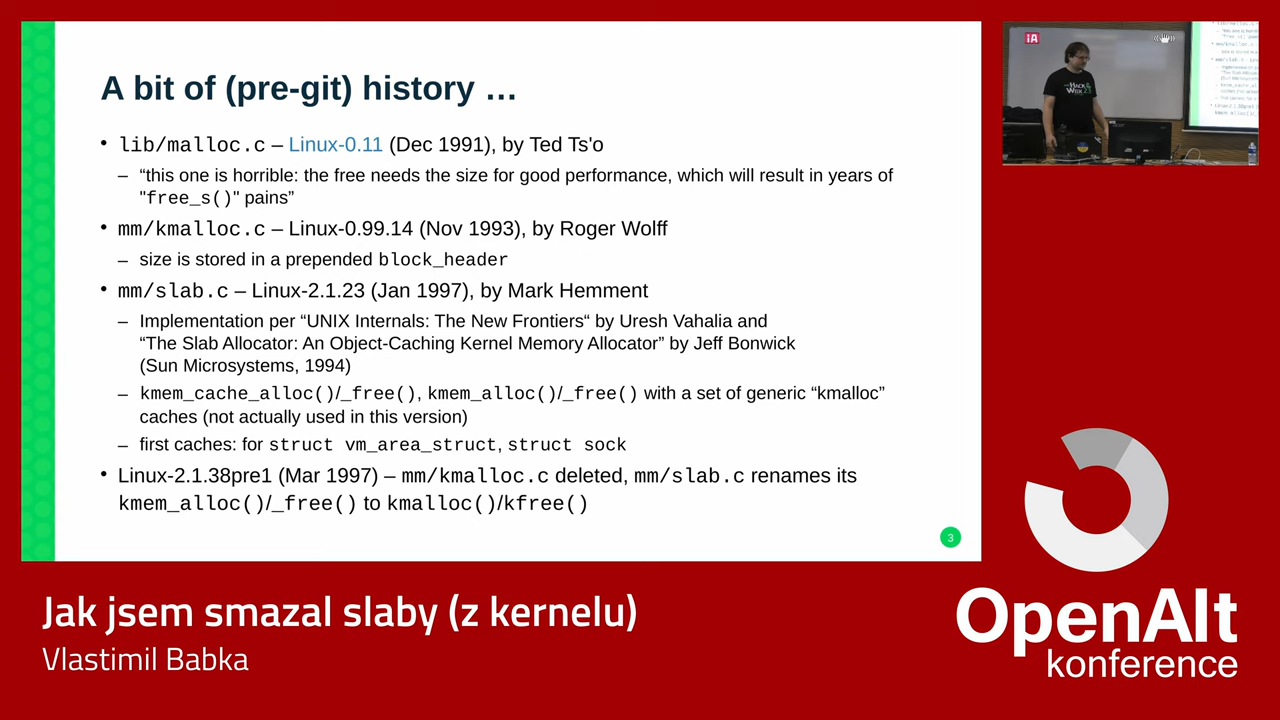 A bit of (pre-git) history …
• lib/malloc.c – Linux-0.11 (Dec 1991), by Ted Ts'o
– “this one is horrible: the free needs the size for good performance, which will result in years of
"free_s()" pains”
• mm/kmalloc.c – Linux-0.99.14 (Nov 1993), by Roger Wolff
– size is stored in a prepended block_header
• mm/slab.c – Linux-2.1.23 (Jan 1997), by Mark Hemment
– Implementation per “UNIX Internals: The New Frontiers“ by Uresh Vahalia and
“The Slab Allocator: An Object-Caching Kernel Memory Allocator” by Jeff Bonwick
(Sun Microsystems, 1994)
– kmem_cache_alloc()/_free(), kmem_alloc()/_free() with a set of generic “kmalloc”
caches (not actually used in this version)
– first caches: for struct vm_area_struct, struct sock
• Linux-2.1.38pre1 (Mar 1997) – mm/kmalloc.c deleted, mm/slab.c renames its
kmem_alloc()/_free() to kmalloc()/kfree()
3
Jak jsem smazal slaby (z kernelu)
Vlastimil Babka
OpenAlt
konference